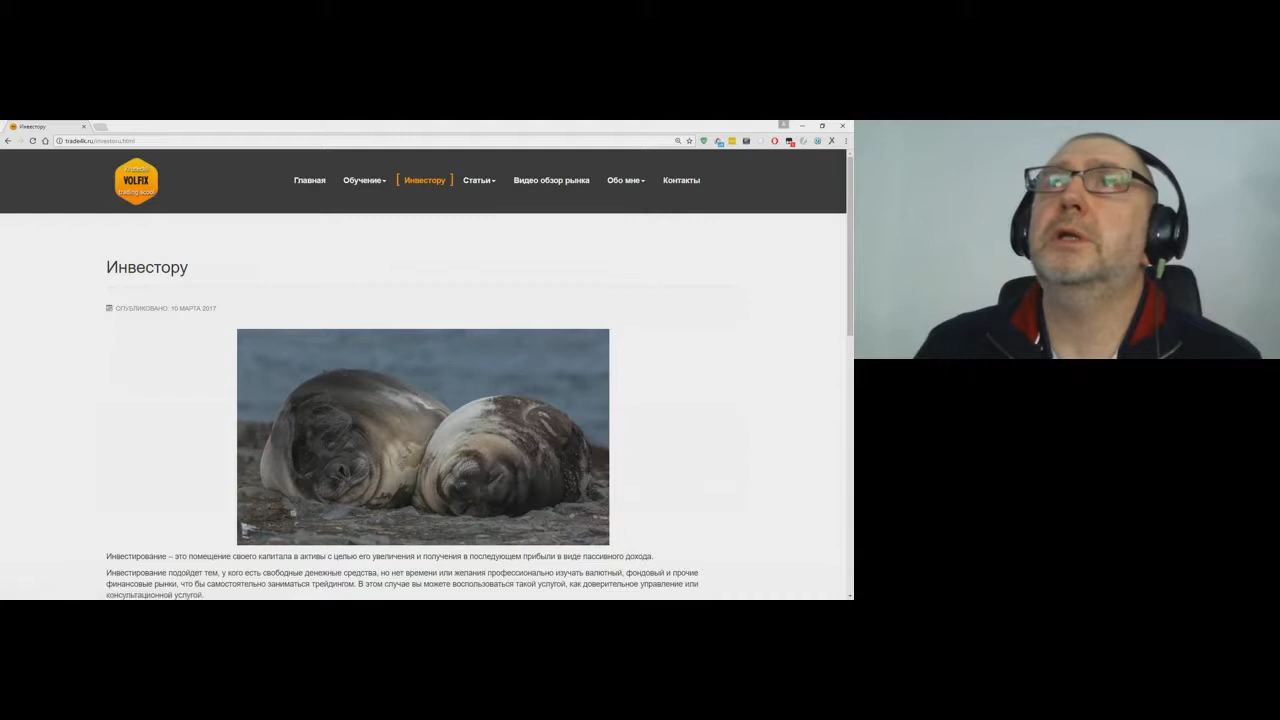 Инвестору
trade4k.ru/investoru.html
Krutetkii
VOLFIX
trading scool
Главная
Обучение
Инвестору
Статьи
Видео обзор рынка
Обо мне
Контакты
Инвестору
ОПУБЛИКОВАНО: 10 МАРТА 2017
Инвестирование – это помещение своего капитала в активы с целью его увеличения и получения в последующем прибыли в виде пассивного дохода.
Инвестирование подойдет тем, у кого есть свободные денежные средства, но нет времени или желания профессионально изучать валютный, фондовый и прочие
финансовые рынки, что бы самостоятельно заниматься трейдингом. В этом случае вы можете воспользоваться такой услугой, как доверительное управление или
консультационной услугой.